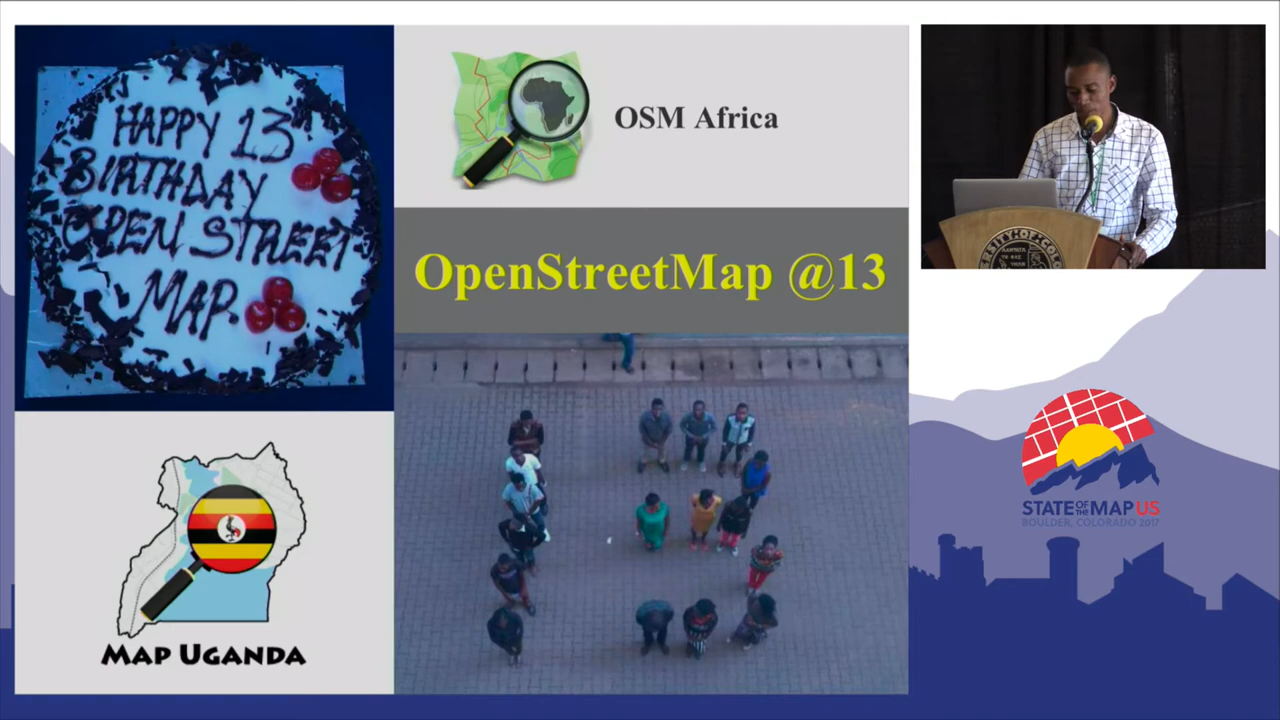 HAPPY 13
BIRTHDAY
OPEN STREET
MAP.
OSM Africa
OpenStreetMap @13
MAP UGANDA
STATE OF THE MAP US
BOULDER, COLORADO 2017